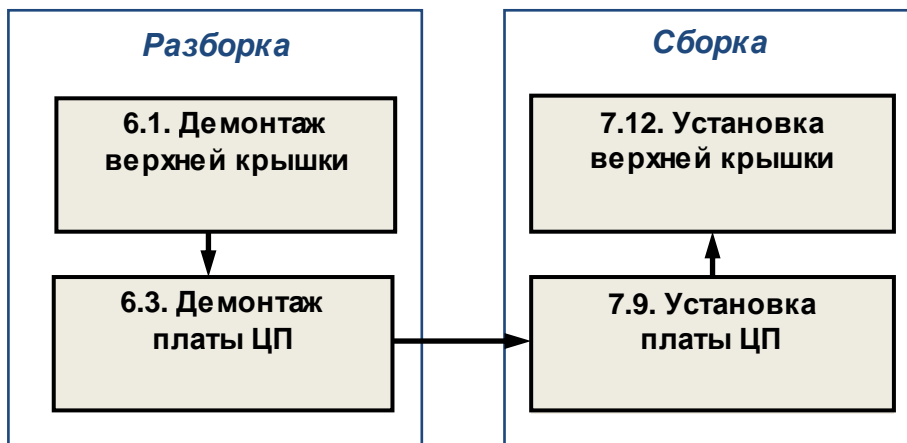 Разборка
6.1. Демонтаж
верхней крышки
6.3. Демонтаж
платы ЦП
Сборка
7.12. Установка
верхней крышки
7.9. Установка
платы ЦП